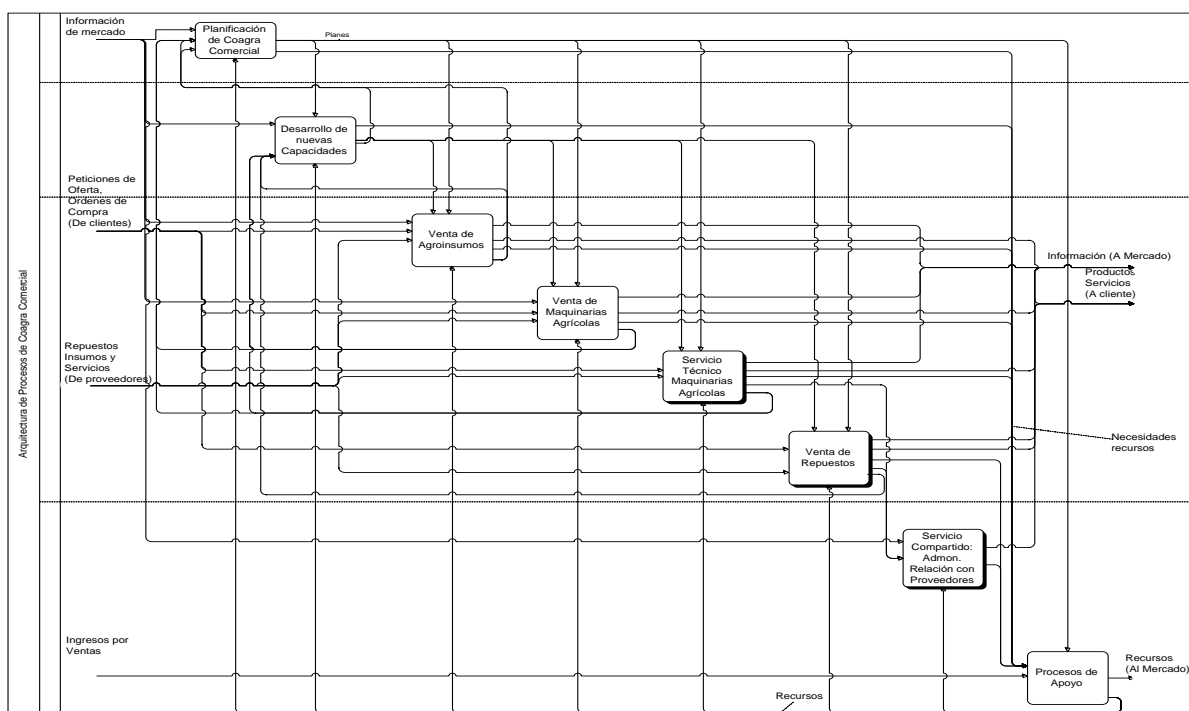 Arquitectura de Procesos de Coagra Comercial
Información
de mercado
Planificación
de Coagra
Comercial
Planes
Desarrollo de
nuevas
Capacidades
Peticiones de
Oferta,
Ordenes de
Compra
(De clientes)
Venta de
Agroinsumos
Información (A Mercado)
Productos
Servicios
(A cliente)
Venta de
Maquinarias
Agrícolas
Repuestos
Insumos y
Servicios
(De proveedores)
Servicio
Técnico
Maquinarias
Agrícolas
Necesidades
recursos
Venta de
Repuestos
Servicio
Compartido:
Admon.
Relación con
Proveedores
Ingresos por
Ventas
Procesos de
Apoyo
Recursos
(Al Mercado)
Recursos